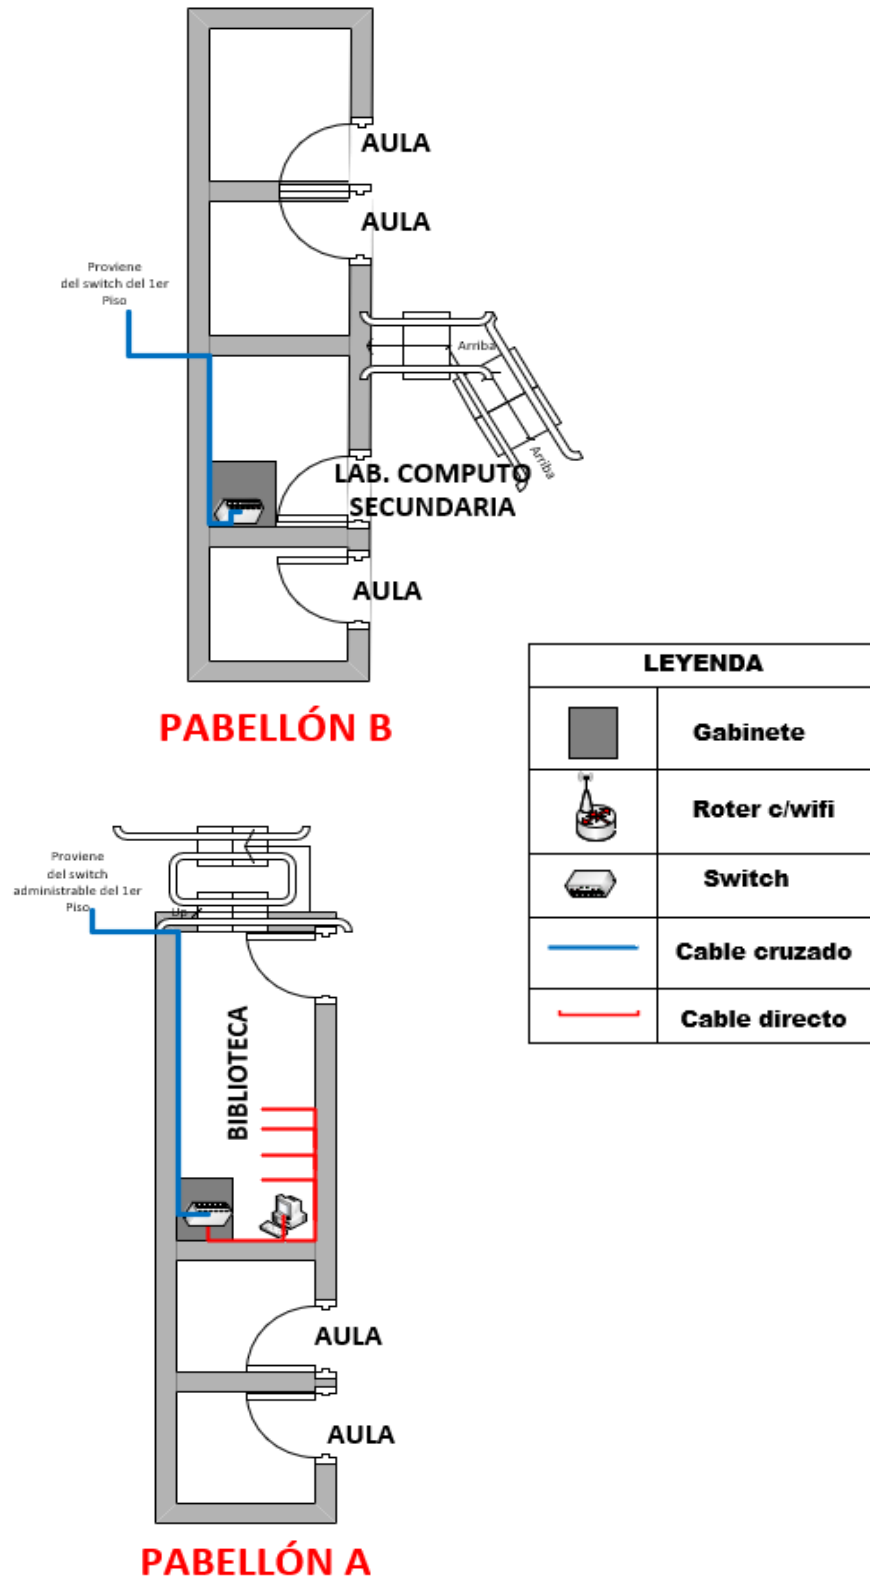 AULA
AULA
Proviene
del switch del 1er
Piso
Arriba
Arriba
LAB. COMPUTO
SECUNDARIA
AULA
PABELLÓN B
LEYENDA
Gabinete
Roter c/wifi
Switch
Cable cruzado
Cable directo
Proviene
del switch
administrable del 1er
Piso
Up
BIBLIOTECA
AULA
AULA
PABELLÓN A